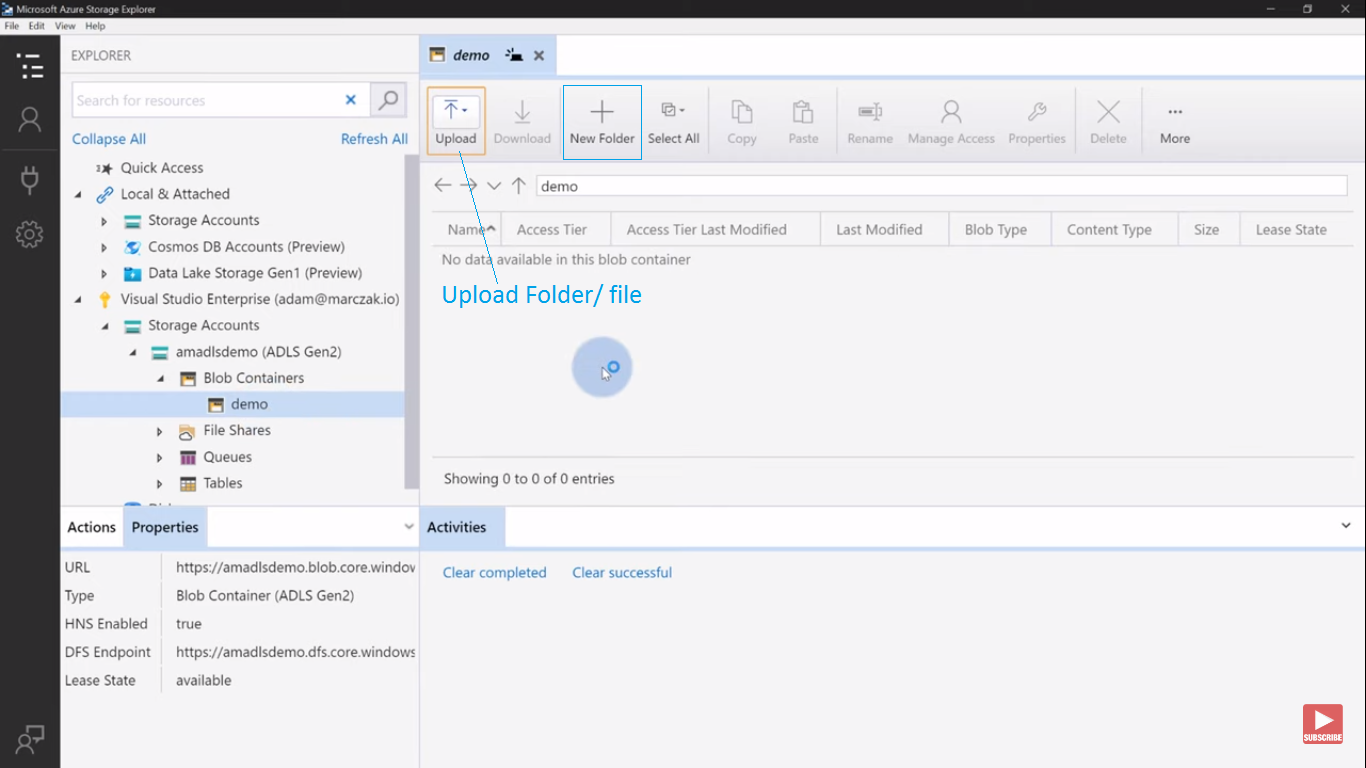 Microsoft Azure Storage Explorer
File Edit View Help
EXPLORER
Search for resources
Collapse All Refresh All
Quick Access
Local & Attached
Storage Accounts
Cosmos DB Accounts (Preview)
Data Lake Storage Gen1 (Preview)
Visual Studio Enterprise (adam@marczak.io)
Storage Accounts
amadlsdemo (ADLS Gen2)
Blob Containers
demo
File Shares
Queues
Tables
Actions Properties
URL https://amadlsdemo.blob.core.window
Type Blob Container (ADLS Gen2)
HNS Enabled true
DFS Endpoint https://amadlsdemo.dfs.core.windows
Lease State available
demo
Upload Download New Folder Select All Copy Paste Rename Manage Access Properties Delete More
demo
Name Access Tier Access Tier Last Modified Last Modified Blob Type Content Type Size Lease State
No data available in this blob container
Upload Folder/ file
Showing 0 to 0 of 0 entries
Activities
Clear completed Clear successful
SUBSCRIBE